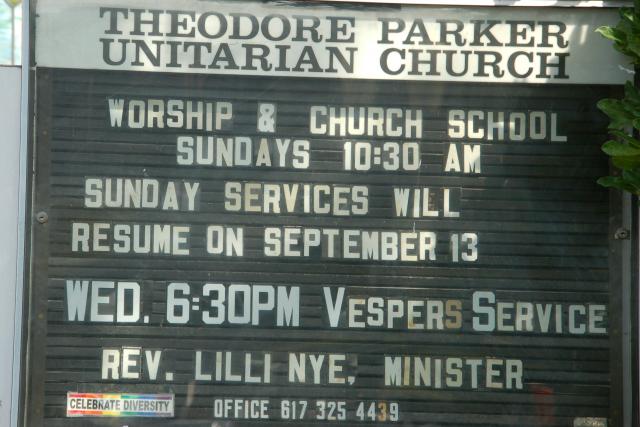 THEODORE PARKER
UNITARIAN CHURCH
WORSHIP & CHURCH SCHOOL
SUNDAYS 10:30 AM
SUNDAY SERVICES WILL
RESUME ON SEPTEMBER 13
WED. 6:30PM VESPERS SERVICE
REV. LILLI NYE, MINISTER
CELEBRATE DIVERSITY
OFFICE 617 325 4439